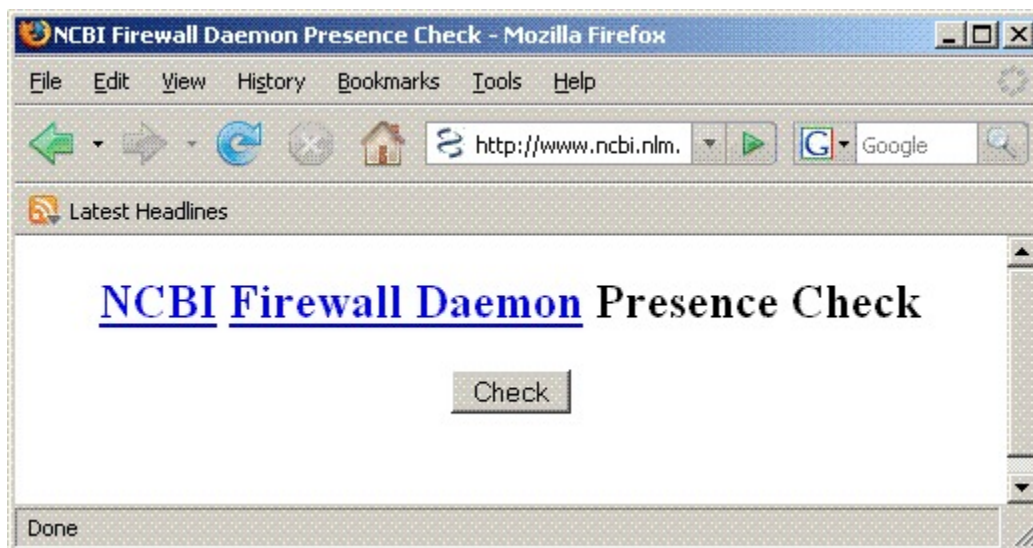 NCBI Firewall Daemon Presence Check - Mozilla Firefox
File Edit View History Bookmarks Tools Help
http://www.ncbi.nlm. G Google
Latest Headlines
NCBI Firewall Daemon Presence Check
Check
Done